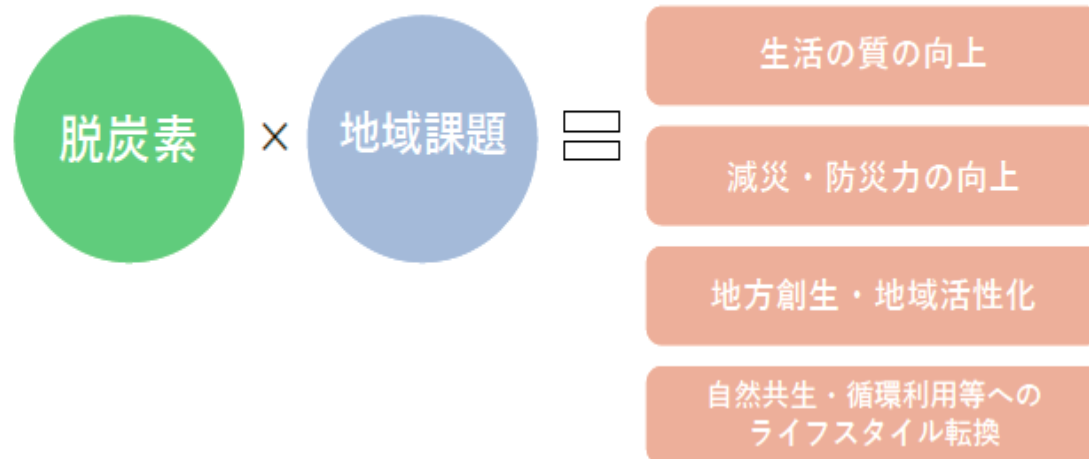 脱炭素
×
地域課題
生活の質の向上
減災・防災力の向上
地方創生・地域活性化
自然共生・循環利用等への
ライフスタイル転換